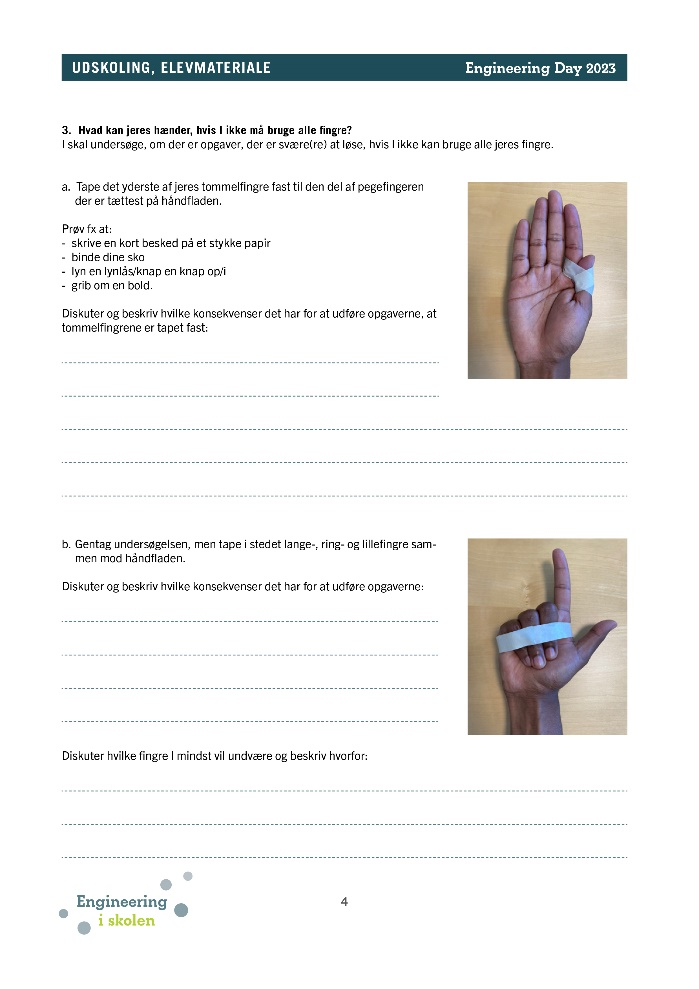 UDSKOLING, ELEVMATERIALE
Engineering Day 2023
3. Hvad kan jeres hænder, hvis I ikke må bruge alle fingre?
I skal undersøge, om der er opgaver, der er svære(re) at løse, hvis I ikke kan bruge alle jeres fingre.
a. Tape det yderste af jeres tommelfingre fast til den del af pegefingeren
der er tættest på håndfladen.
Prøv fx at:
- skrive en kort besked på et stykke papir
- binde dine sko
- lyn en lynlås/knap en knap op/i
- grib om en bold.
Diskuter og beskriv hvilke konsekvenser det har for at udføre opgaverne, at
tommelfingrene er tapet fast:
b. Gentag undersøgelsen, men tape i stedet lange-, ring- og lillefingre sam-
men mod håndfladen.
Diskuter og beskriv hvilke konsekvenser det har for at udføre opgaverne:
Diskuter hvilke fingre I mindst vil undvære og beskriv hvorfor:
Engineering
i skolen
4